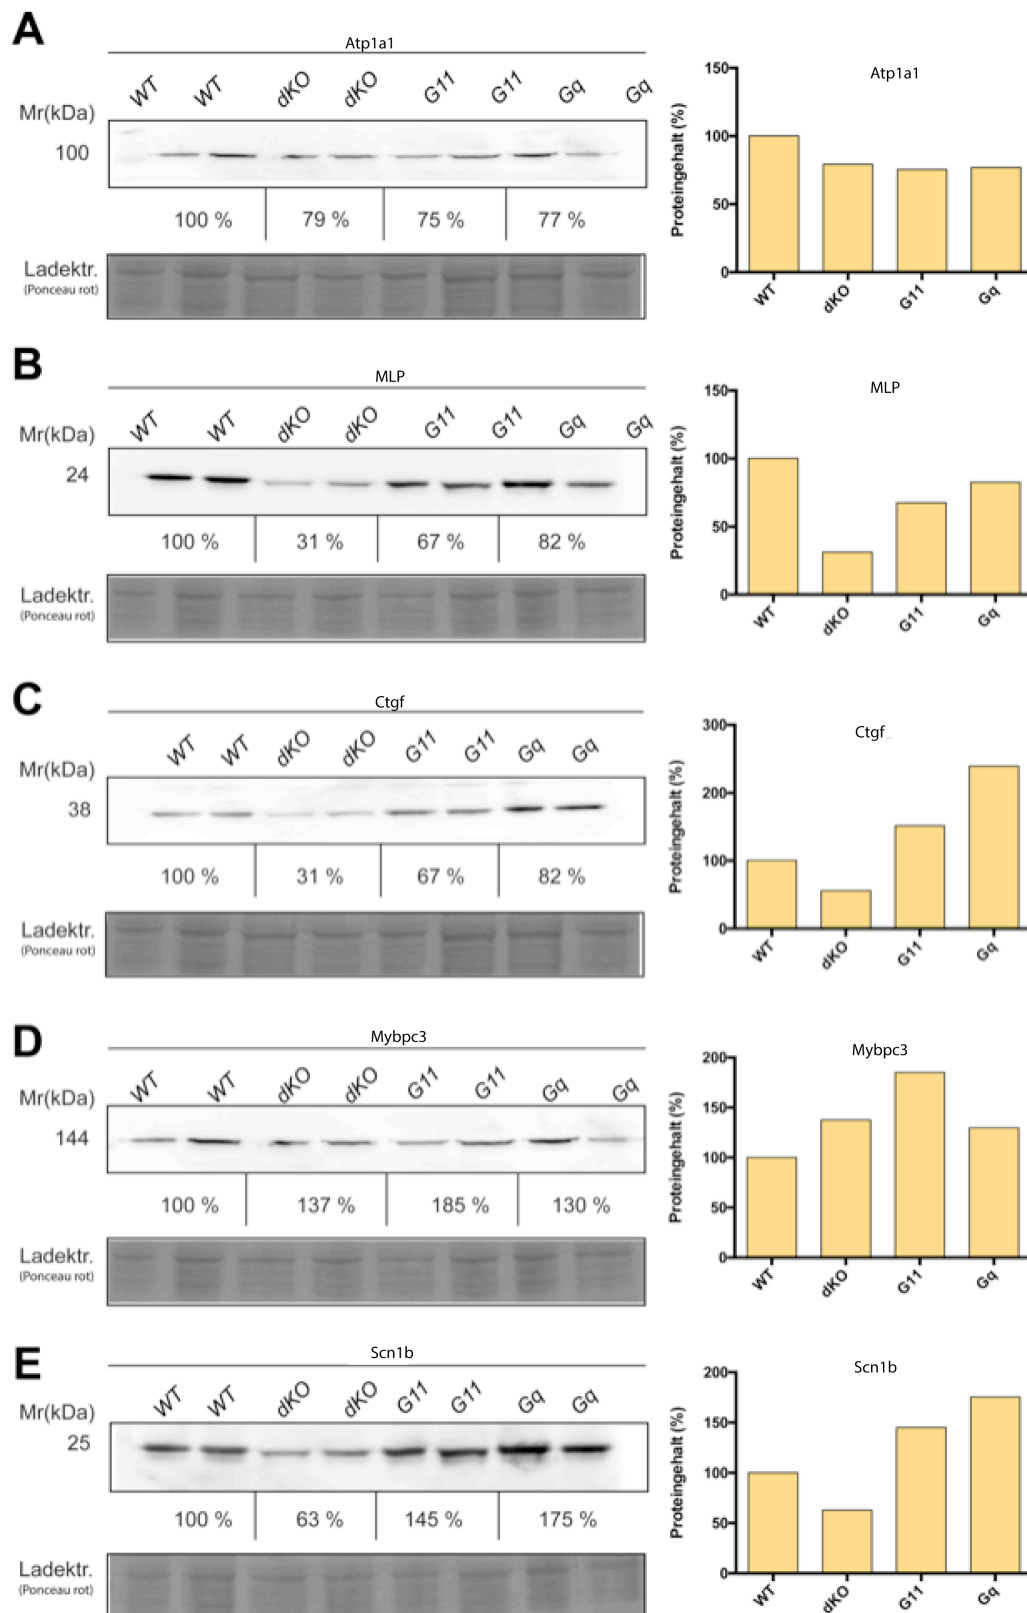 A
Atp1a1
WT WT dKO dKO G11 G11 Gq Gq
Mr(kDa)
100
100 % 79 % 75 % 77 %
Ladektr.
(Ponceau rot)
Atp1a1
Proteingehalt (%)
150
100
50
0
WT dKO G11 Gq
B
MLP
WT WT dKO dKO G11 G11 Gq Gq
Mr(kDa)
24
100 % 31 % 67 % 82 %
Ladektr.
(Ponceau rot)
MLP
Proteingehalt (%)
150
100
50
0
WT dKO G11 Gq
C
Ctgf
WT WT dKO dKO G11 G11 Gq Gq
Mr(kDa)
38
100 % 31 % 67 % 82 %
Ladektr.
(Ponceau rot)
Ctgf
Proteingehalt (%)
300
200
100
0
WT dKO G11 Gq
D
Mybpc3
WT WT dKO dKO G11 G11 Gq Gq
Mr(kDa)
144
100 % 137 % 185 % 130 %
Ladektr.
(Ponceau rot)
Mybpc3
Proteingehalt (%)
200
150
100
50
0
WT dKO G11 Gq
E
Scn1b
WT WT dKO dKO G11 G11 Gq Gq
Mr(kDa)
25
100 % 63 % 145 % 175 %
Ladektr.
(Ponceau rot)
Scn1b
Proteingehalt (%)
200
150
100
50
0
WT dKO G11 Gq